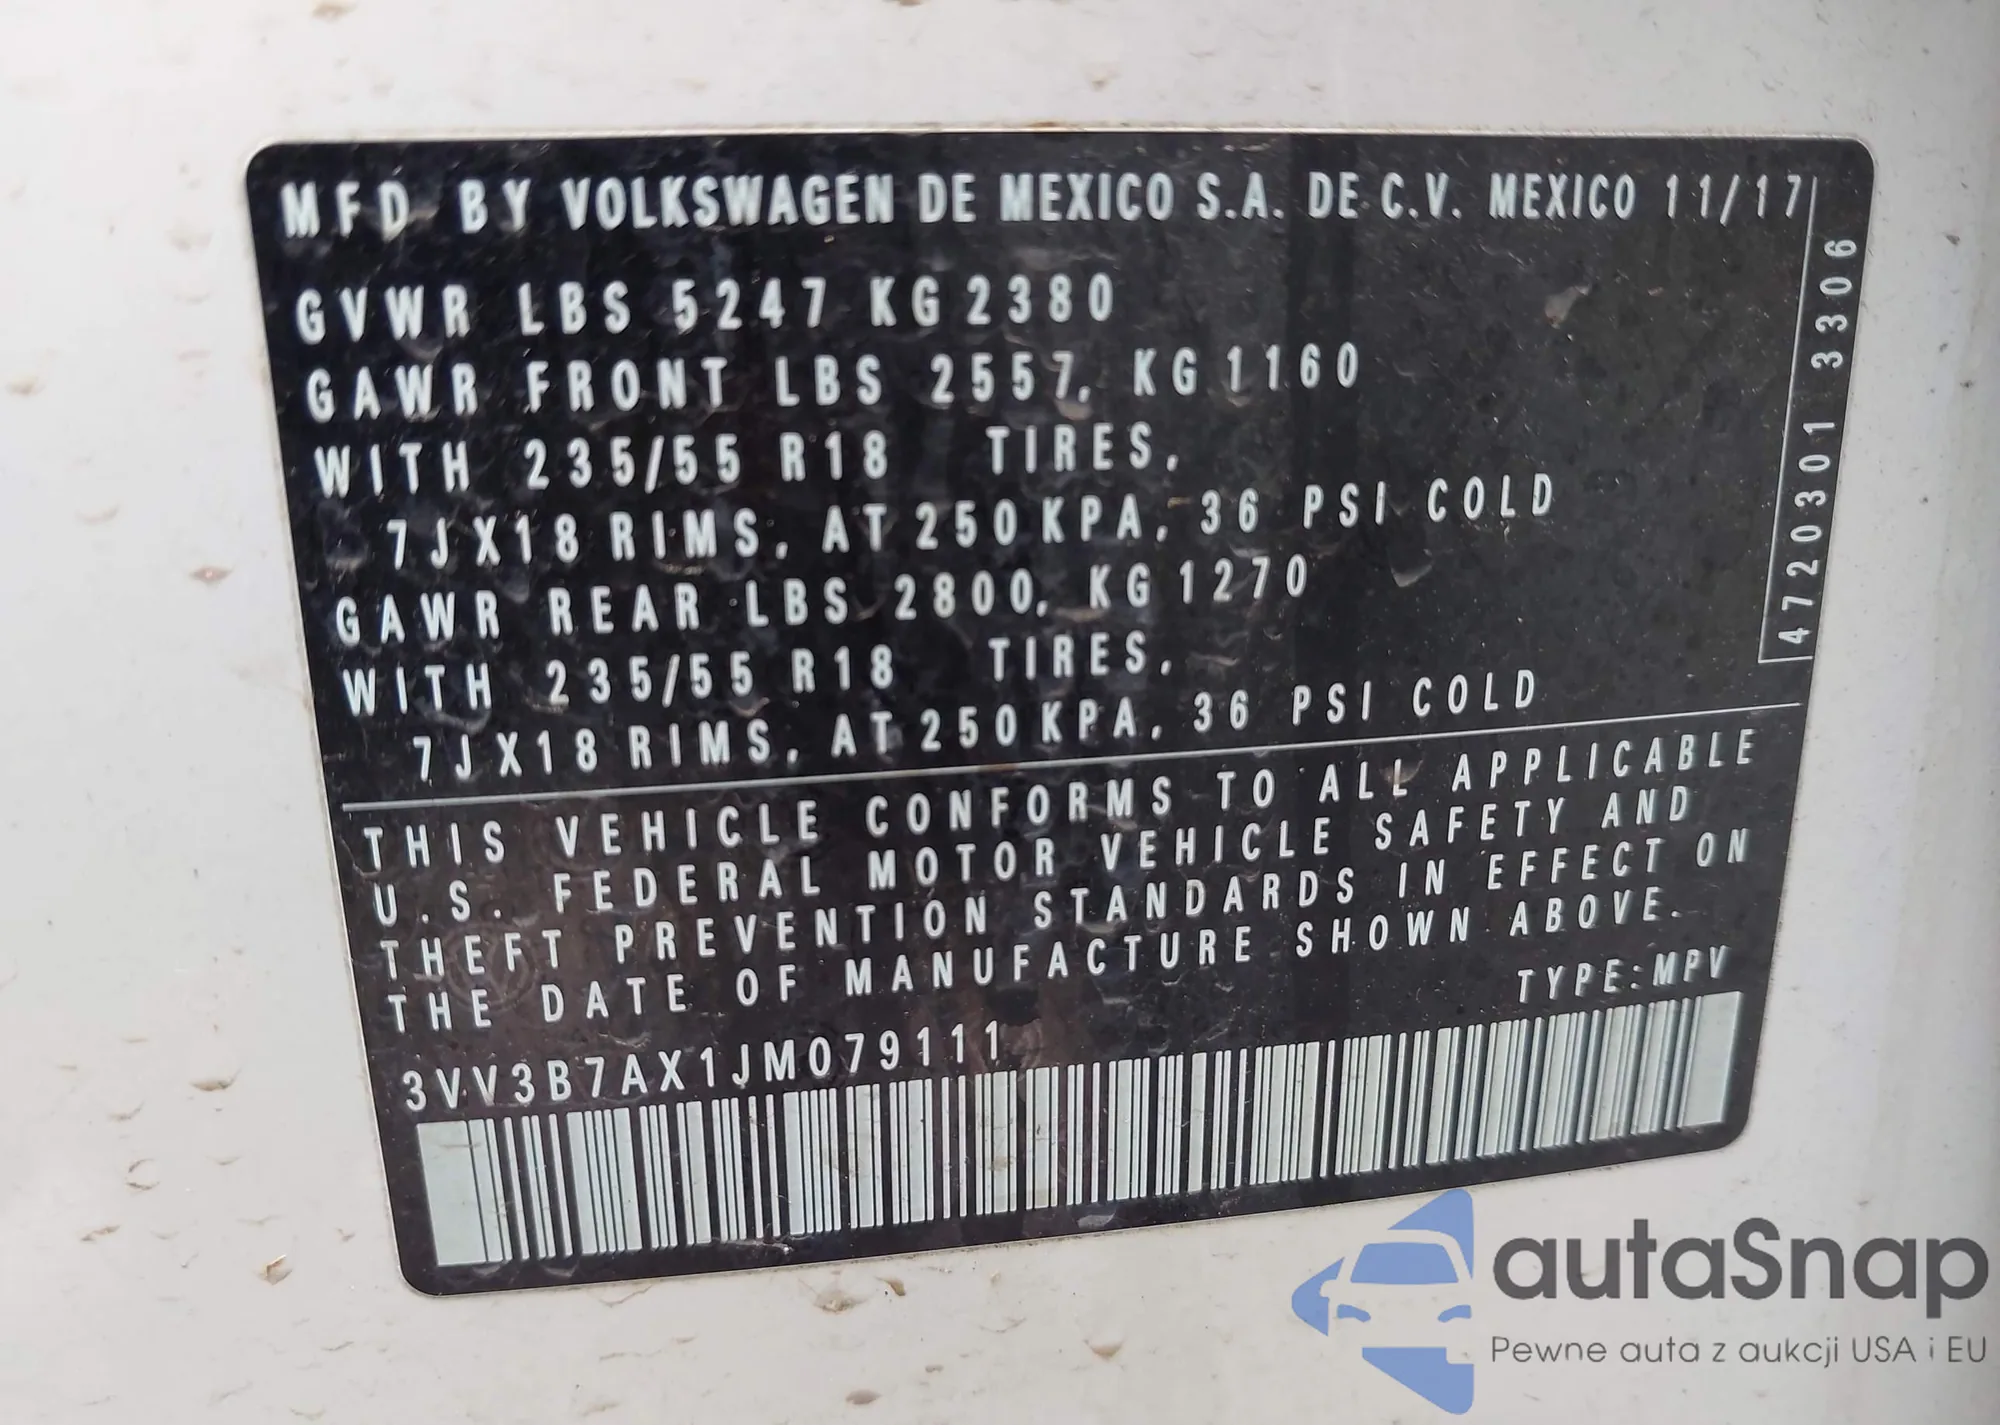 MFD BY VOLKSWAGEN DE MEXICO S.A. DE C.V. MEXICO 11/17
GVWR LBS 5247 KG 2380
GAWR FRONT LBS 2557, KG 1160
WITH 235/55 R18 TIRES,
7JX18 RIMS, AT 250KPA, 36 PSI COLD
GAWR REAR LBS 2800, KG 1270
WITH 235/55 R18 TIRES,
7JX18 RIMS, AT 250KPA, 36 PSI COLD
4720301 3306
THIS VEHICLE CONFORMS TO ALL APPLICABLE
U.S. FEDERAL MOTOR VEHICLE SAFETY AND
THEFT PREVENTION STANDARDS IN EFFECT ON
THE DATE OF MANUFACTURE SHOWN ABOVE.
TYPE:MPV
3VV3B7AX1JM079111
autaSnap
Pewne auta z aukcji USA i EU